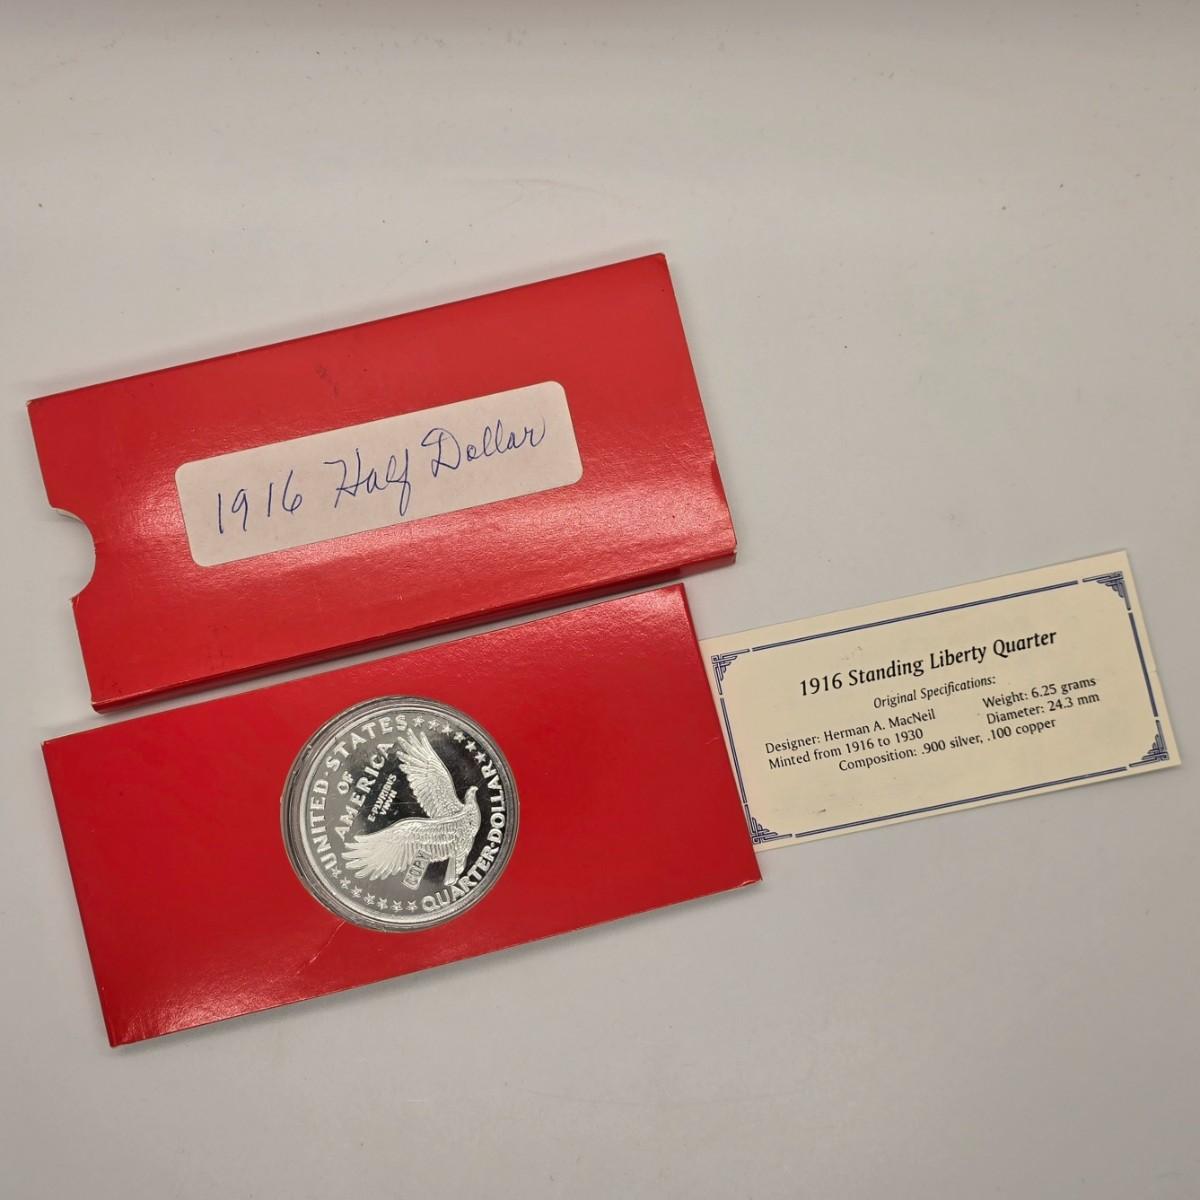 1916 Half Dollar
UNITED·STATES
OF
AMERICA
E·PLURIBUS
VNVM
COPY
QUARTER·DOLLAR
1916 Standing Liberty Quarter
Original Specifications:
Designer: Herman A. MacNeil Weight: 6.25 grams
Minted from 1916 to 1930 Diameter: 24.3 mm
Composition: .900 silver, .100 copper